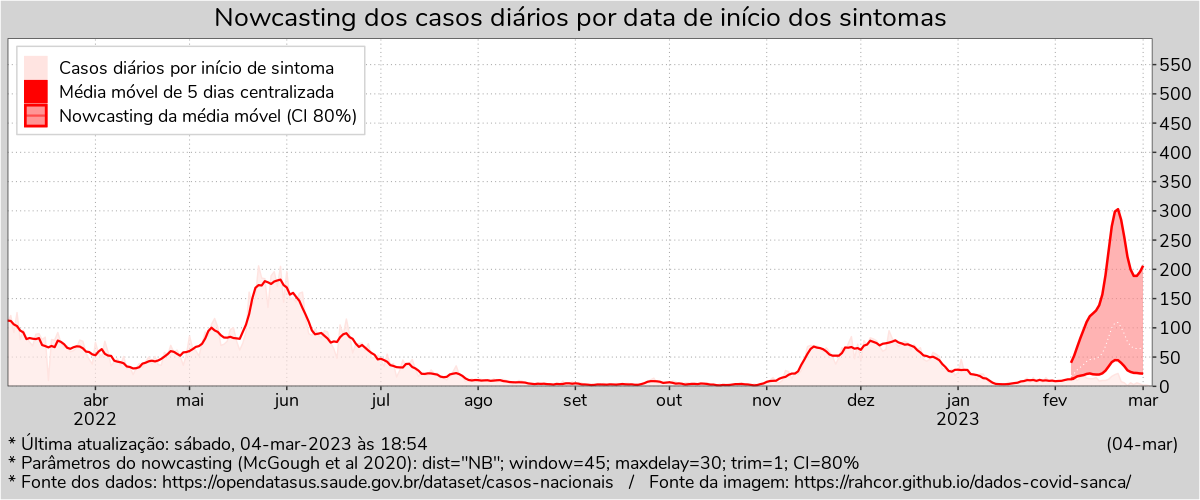 Nowcasting dos casos diários por data de início dos sintomas
Casos diários por início de sintoma
Média móvel de 5 dias centralizada
Nowcasting da média móvel (CI 80%)
550
500
450
400
350
300
250
200
150
100
50
0
abr mai jun jul ago set out nov dez jan fev mar
2022 2023
* Última atualização: sábado, 04-mar-2023 às 18:54 (04-mar)
* Parâmetros do nowcasting (McGough et al 2020): dist="NB"; window=45; maxdelay=30; trim=1; CI=80%
* Fonte dos dados: https://opendatasus.saude.gov.br/dataset/casos-nacionais / Fonte da imagem: https://rahcor.github.io/dados-covid-sanca/